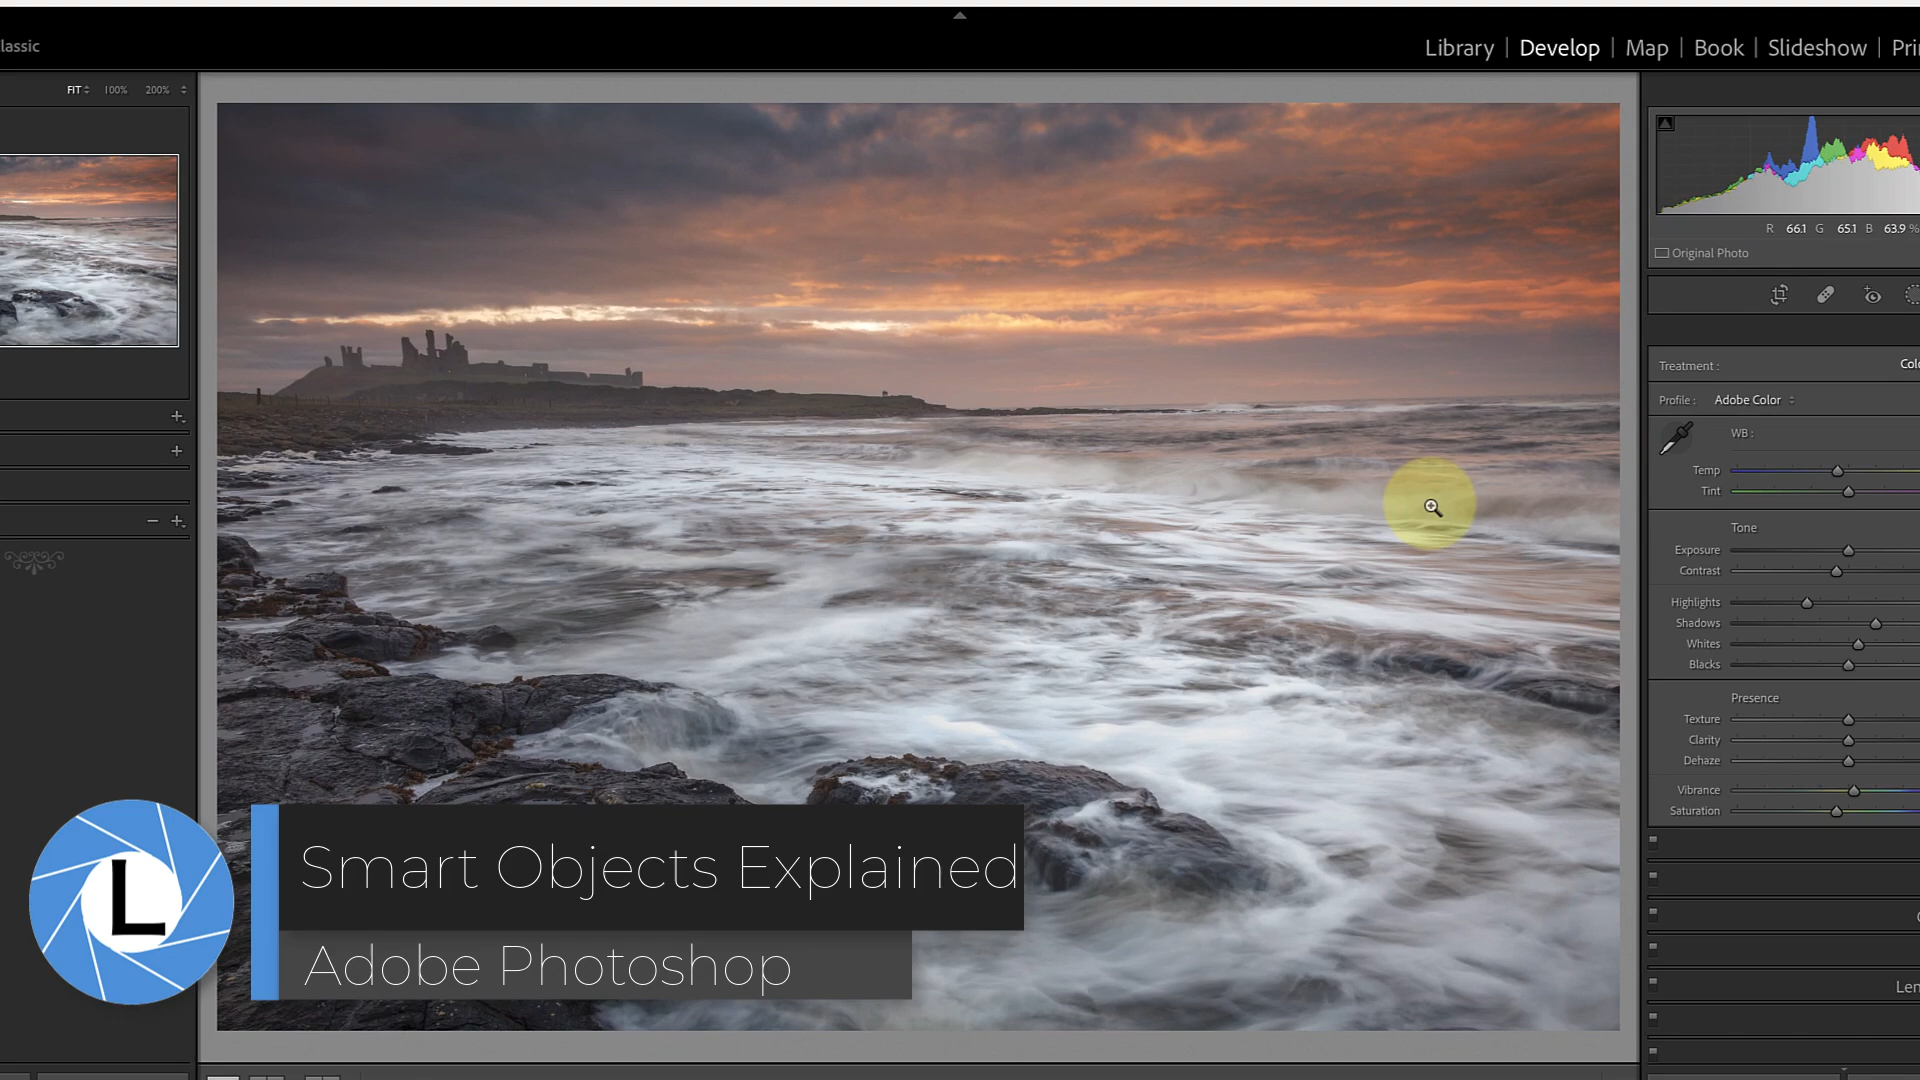 lassic
Library | Develop | Map | Book | Slideshow | Pri
FIT 100% 200%
R 66.1 G 65.1 B 63.9 %
Original Photo
Treatment :
Colo
Profile : Adobe Color
WB :
Temp
Tint
Tone
Exposure
Contrast
Highlights
Shadows
Whites
Blacks
Presence
Texture
Clarity
Dehaze
Vibrance
Saturation
Len
L
Smart Objects Explained
Adobe Photoshop